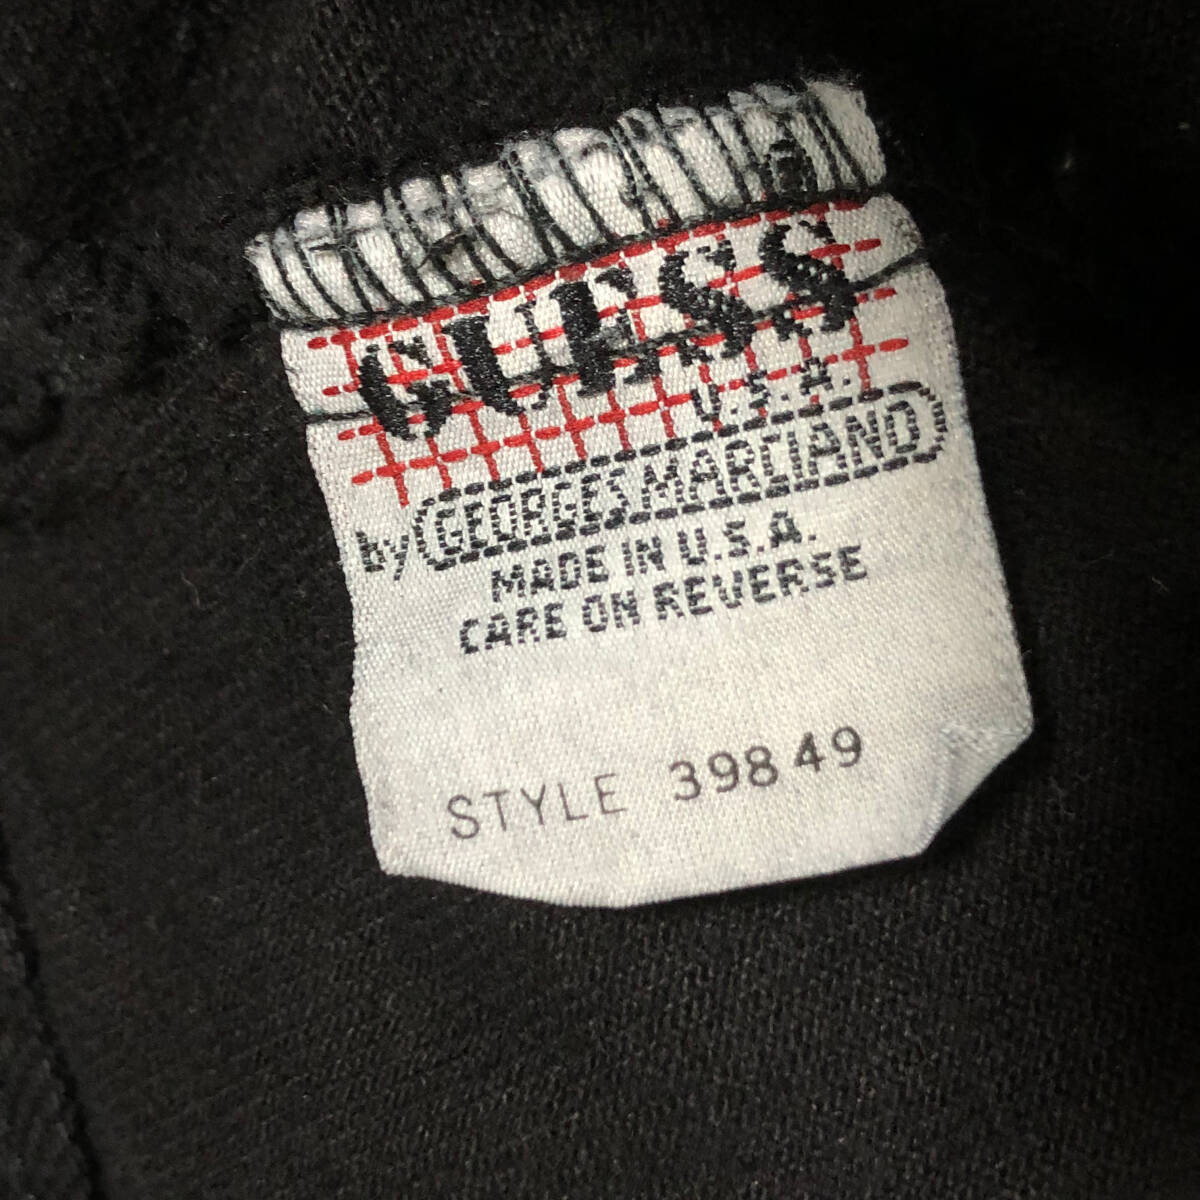 GUESS
U.S.A.
by GEORGES MARCIANO
MADE IN U.S.A.
CARE ON REVERSE
STYLE 39849